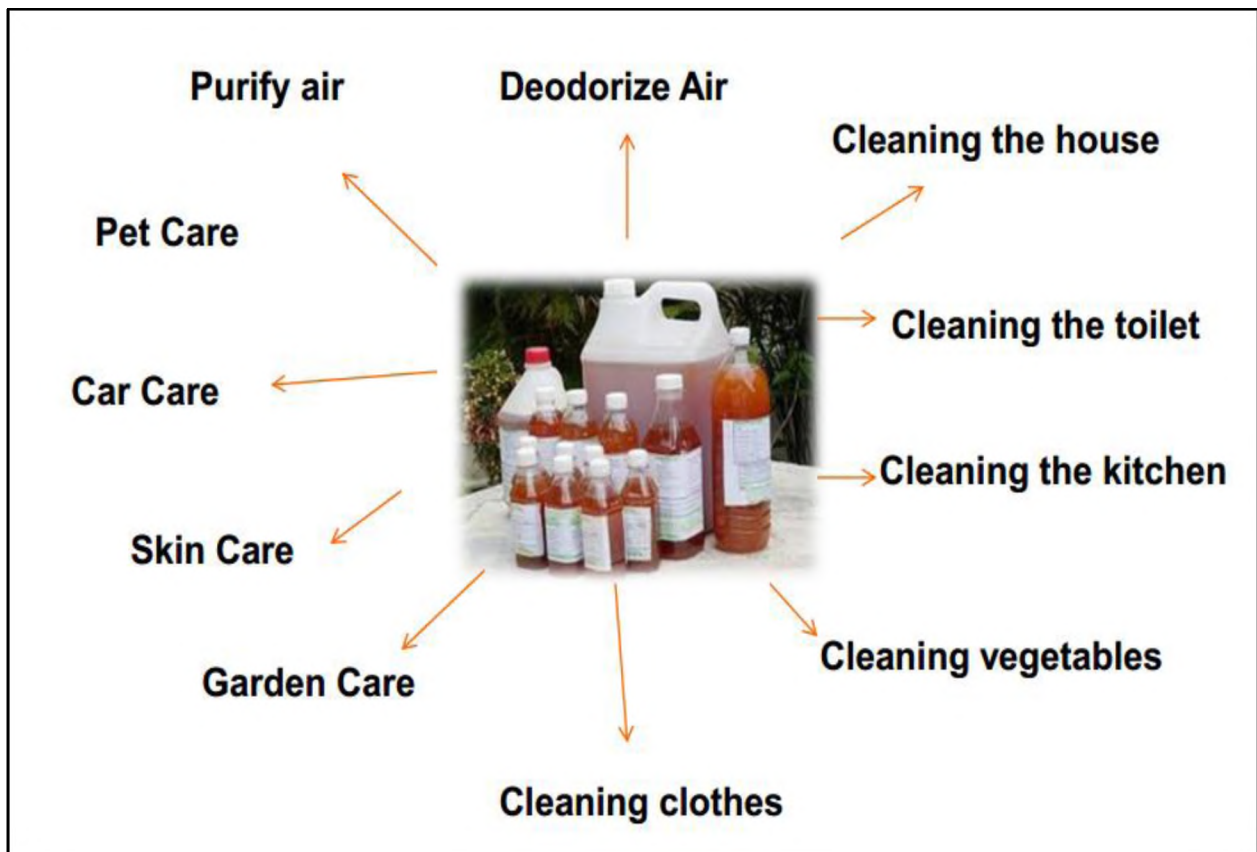 Purify air
Deodorize Air
Cleaning the house
Pet Care
Cleaning the toilet
Car Care
Cleaning the kitchen
Skin Care
Cleaning vegetables
Garden Care
Cleaning clothes